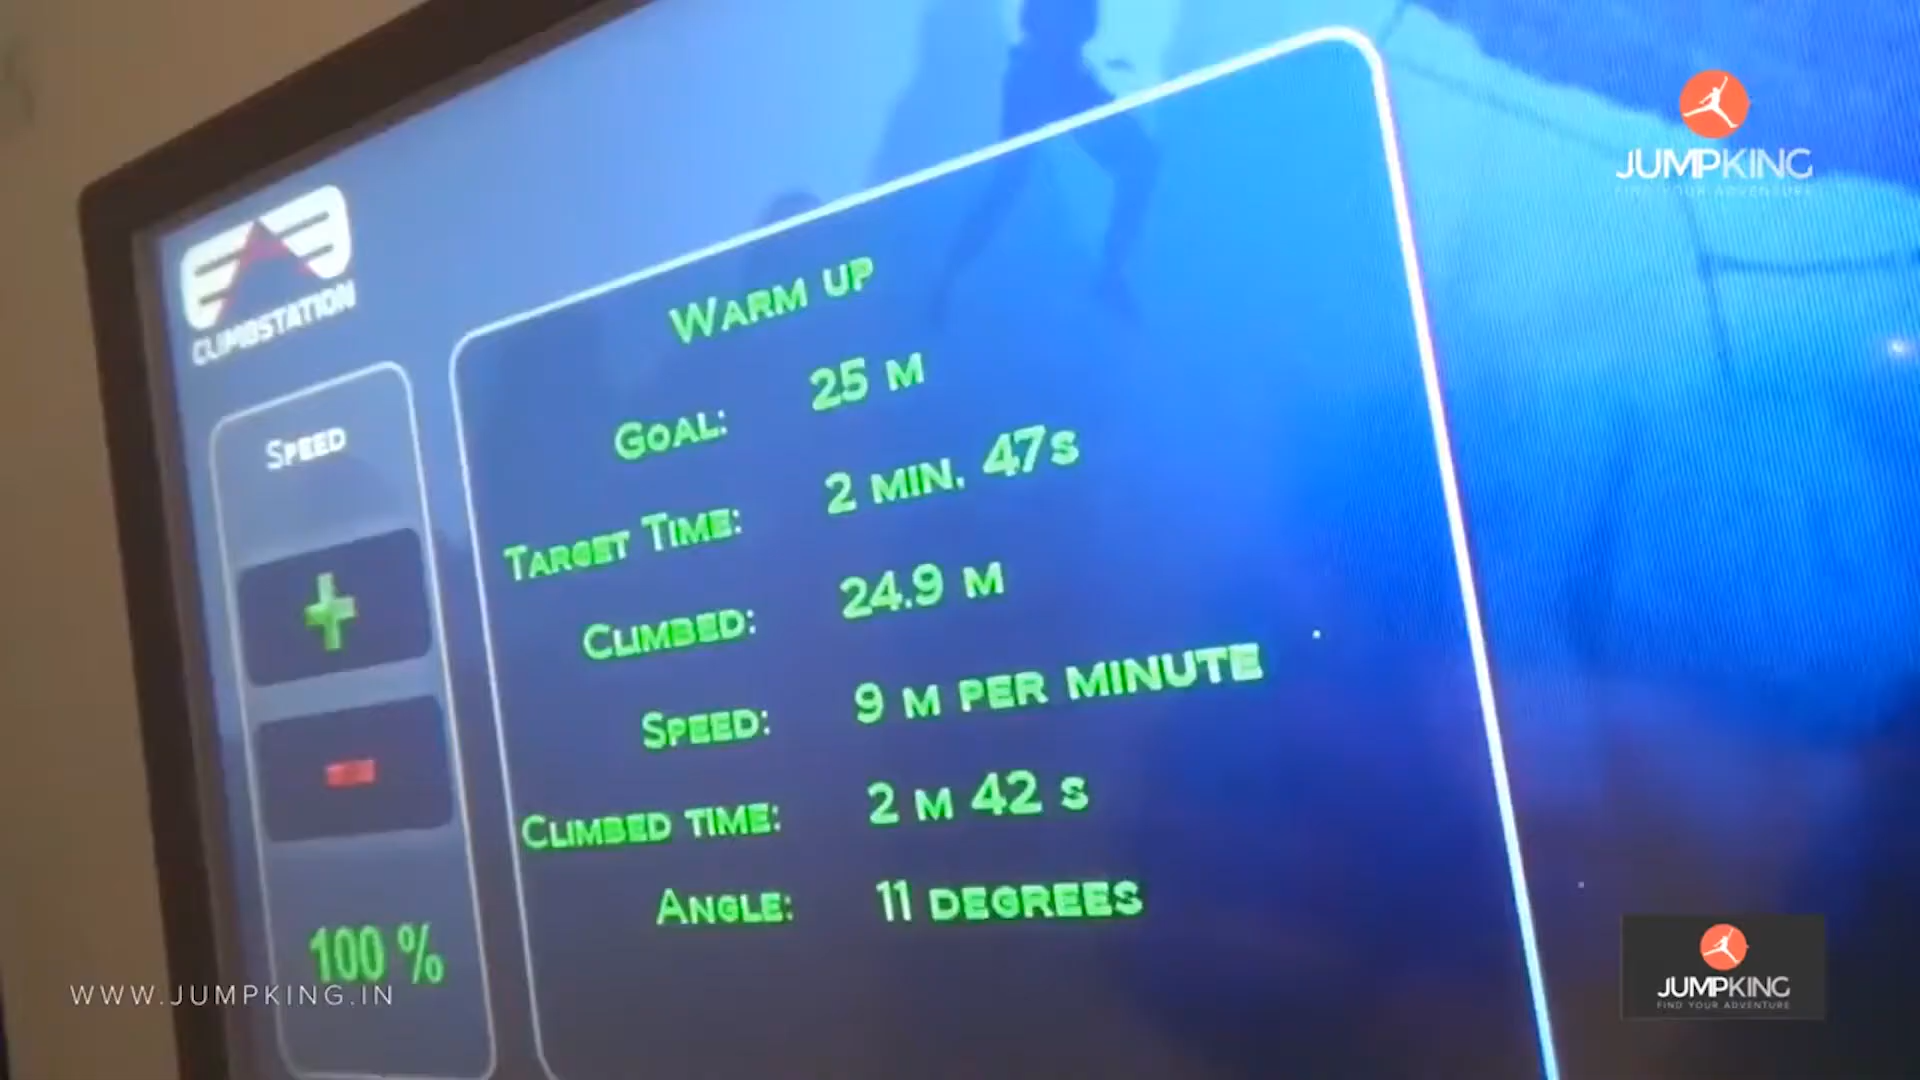 JUMPKING
FIND YOUR ADVENTURE
CLIMBSTATION
SPEED
100 %
WARM UP
GOAL: 25 M
TARGET TIME: 2 MIN. 47S
CLIMBED: 24.9 M
SPEED: 9 M PER MINUTE
CLIMBED TIME: 2 M 42 S
ANGLE: 11 DEGREES
WWW.JUMPKING.IN
JUMPKING
FIND YOUR ADVENTURE